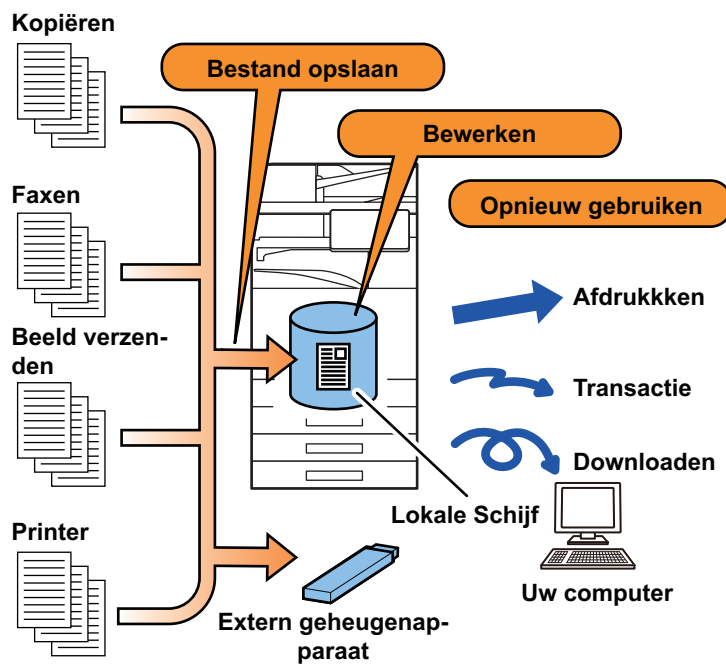 Kopiëren
Bestand opslaan
Bewerken
Faxen
Opnieuw gebruiken
Afdrukkken
Beeld verzen-
den
Transactie
Downloaden
Lokale Schijf
Printer
Uw computer
Extern geheugenap-
paraat